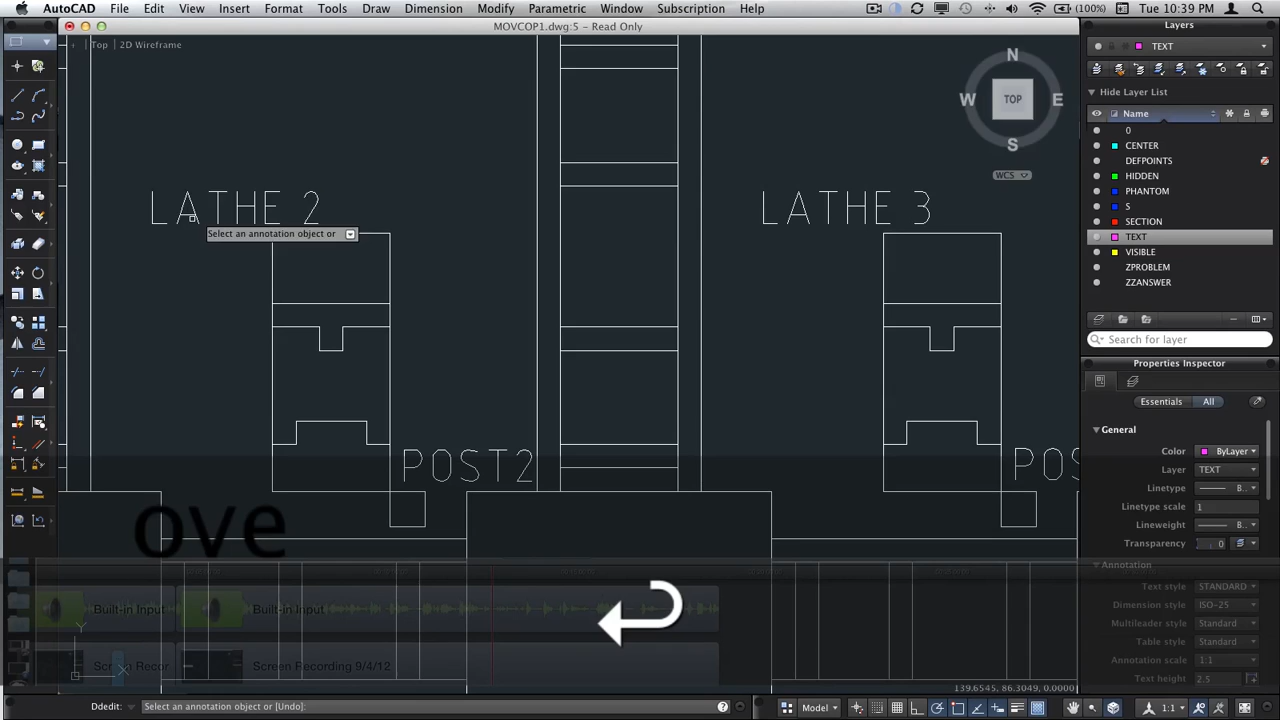 AutoCAD File Edit View Insert Format Tools Draw Dimension Modify Parametric Window Subscription Help (100%) Tue 10:39 PM
MOVCOP1.dwg:5 – Read Only
Top 2D Wireframe
N
W TOP E
S
WCS
LATHE 2
LATHE 3
Select an annotation object or
POST2
POS
ove
Built-in Input
Built-in Input
Screen Recor
Screen Recording 9/4/12
Y
X
139.6545, 86.3049, 0.0000
Ddedit: Select an annotation object or [Undo]:
?
Model
1:1
Layers
TEXT
Hide Layer List
Name
0
CENTER
DEFPOINTS
HIDDEN
PHANTOM
S
SECTION
TEXT
VISIBLE
ZPROBLEM
ZZANSWER
Search for layer
Properties Inspector
Essentials All
General
Color ByLayer
Layer TEXT
Linetype B...
Linetype scale 1
Lineweight B...
Transparency 0
Annotation
Text style STANDARD
Dimension style ISO-25
Multileader style Standard
Table style Standard
Annotation scale 1:1
Text height 2.5